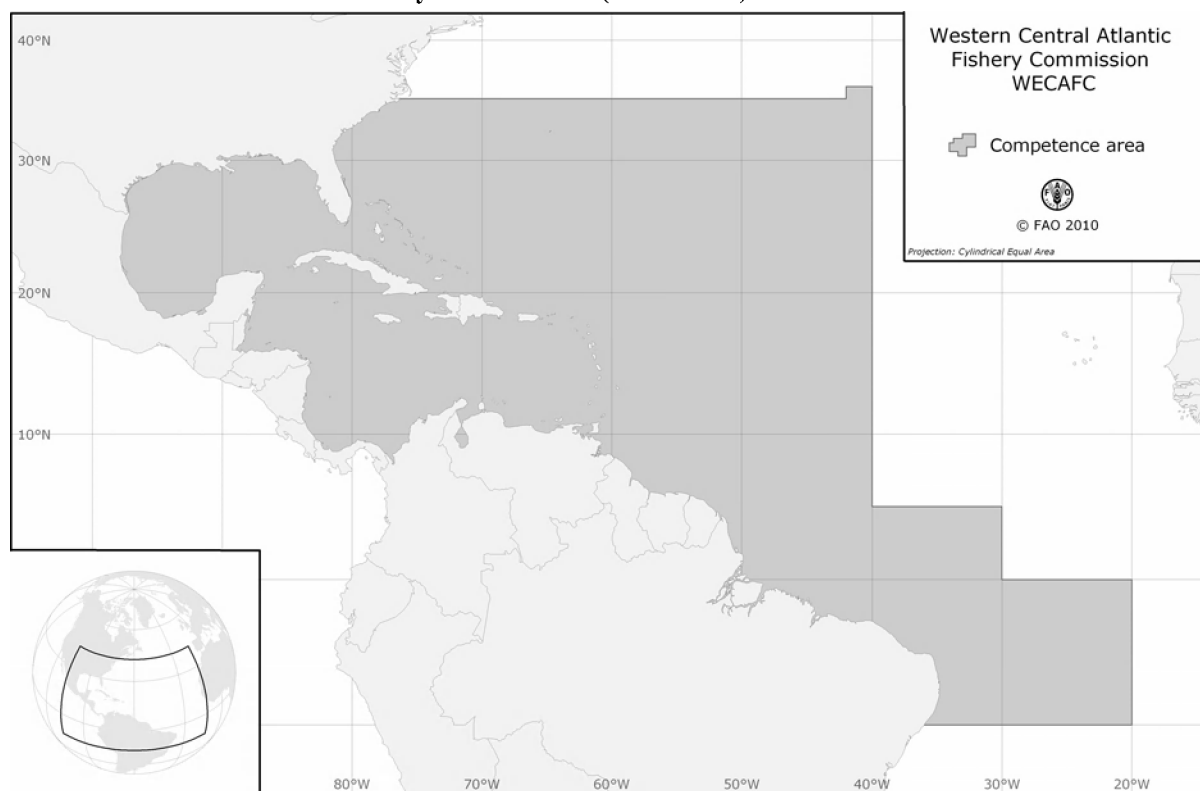 Western Central Atlantic
Fishery Commission
WECAFC
Competence area
FAO
© FAO 2010
Projection: Cylindrical Equal Area
40°N
30°N
20°N
10°N
80°W
70°W
60°W
50°W
40°W
30°W
20°W